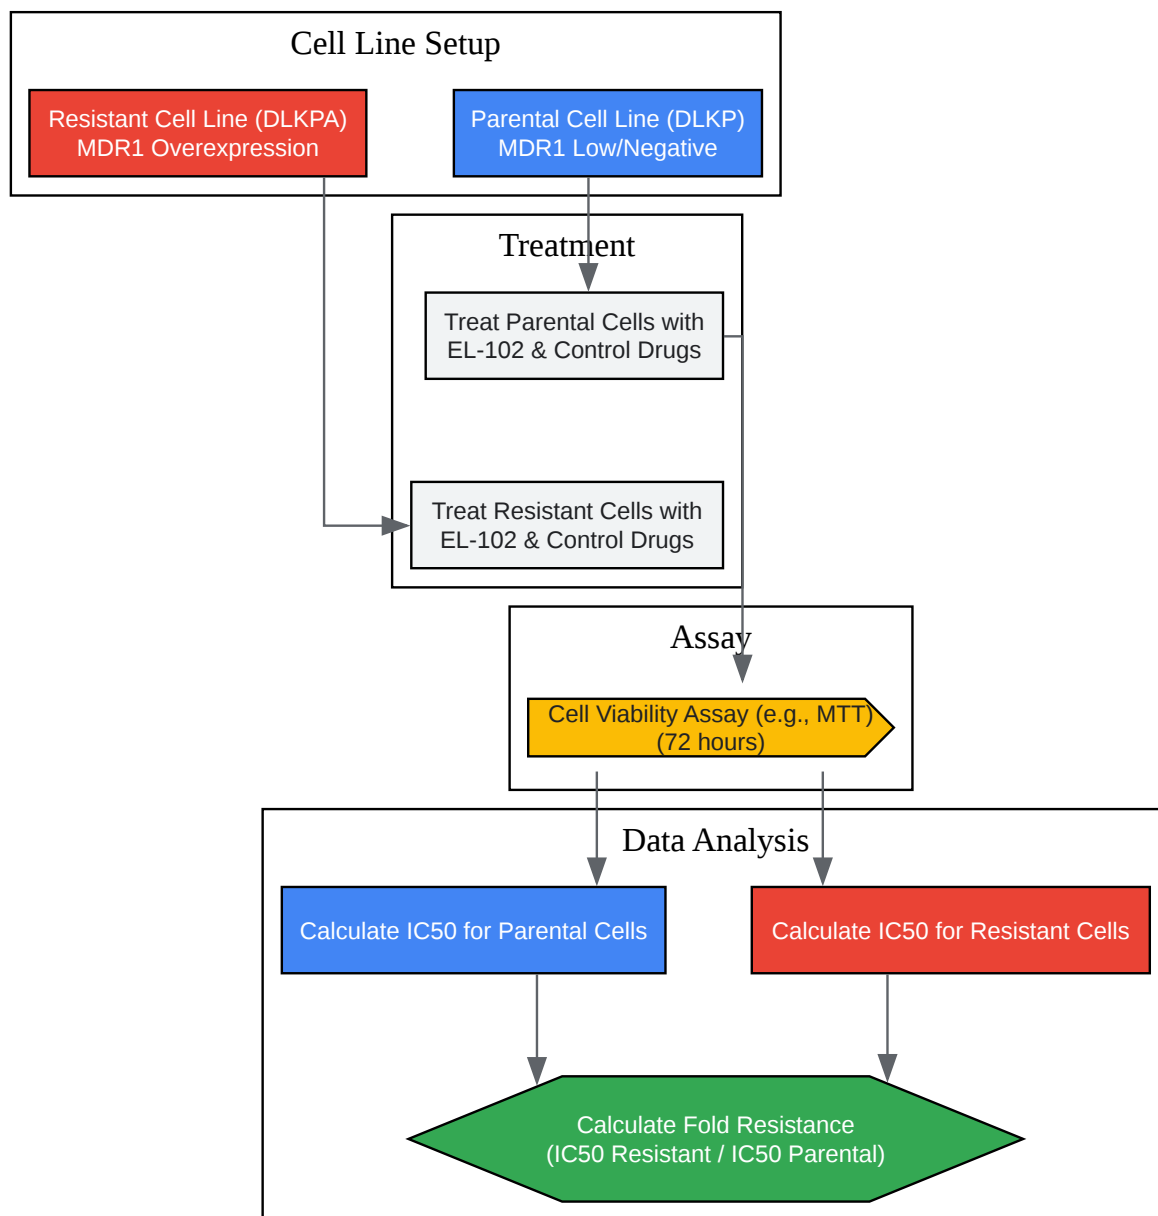 Cell Line Setup
Resistant Cell Line (DLKPA)
MDR1 Overexpression
Parental Cell Line (DLKP)
MDR1 Low/Negative
Treatment
Treat Parental Cells with
EL-102 & Control Drugs
Treat Resistant Cells with
EL-102 & Control Drugs
Assay
Cell Viability Assay (e.g., MTT)
(72 hours)
Data Analysis
Calculate IC50 for Parental Cells
Calculate IC50 for Resistant Cells
Calculate Fold Resistance
(IC50 Resistant / IC50 Parental)